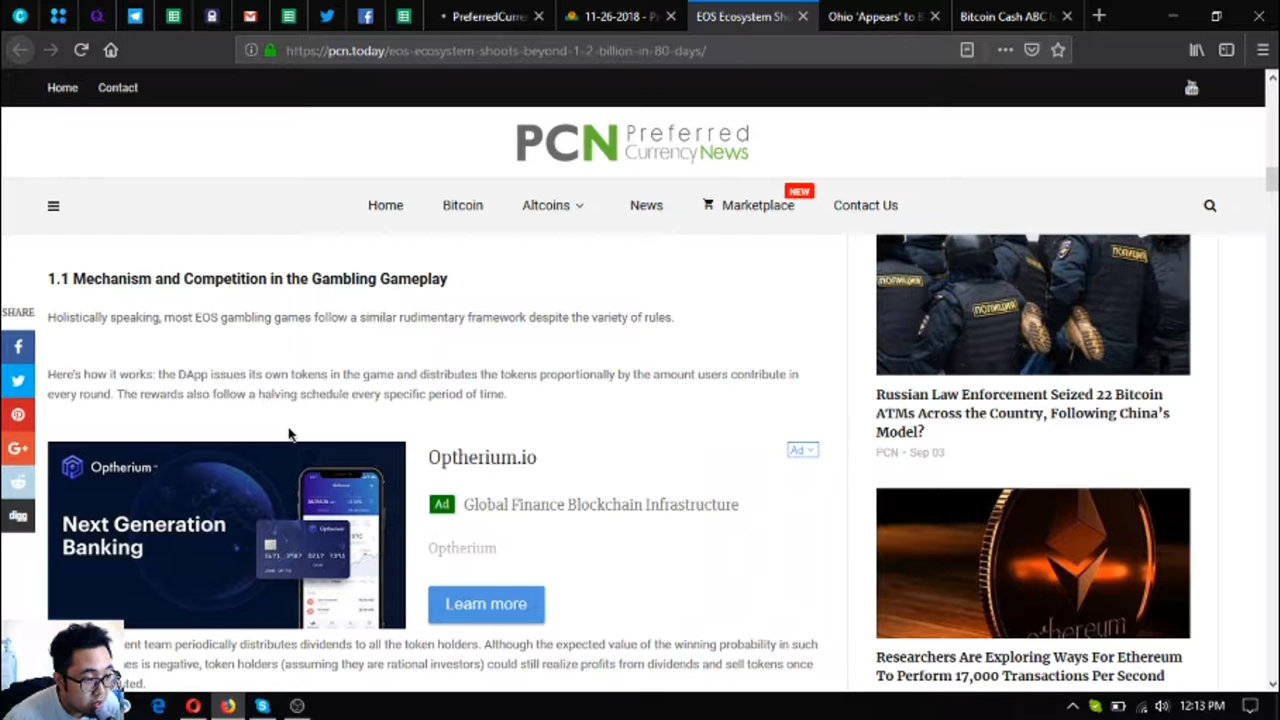 PreferredCurre
11-26-2018 - P
EOS Ecosystem Sh
Ohio 'Appears' to B
Bitcoin Cash ABC
https://pcn.today/eos-ecosystem-shoots-beyond-1-2-billion-in-80-days/
Home Contact
PCN Preferred
CurrencyNews
Home Bitcoin Altcoins News Marketplace NEW Contact Us
1.1 Mechanism and Competition in the Gambling Gameplay
SHARE
Holistically speaking, most EOS gambling games follow a similar rudimentary framework despite the variety of rules.
Here's how it works: the DApp issues its own tokens in the game and distributes the tokens proportionally by the amount users contribute in
every round. The rewards also follow a halving schedule every specific period of time.
digg
Optherium
Next Generation
Banking
Optherium.io
Ad
Ad Global Finance Blockchain Infrastructure
Optherium
Learn more
ent team periodically distributes dividends to all the token holders. Although the expected value of the winning probability in such
es is negative, token holders (assuming they are rational investors) could still realize profits from dividends and sell tokens once
uted.
ПОЛИЦИЯ
ПОЛИЦИЯ
Russian Law Enforcement Seized 22 Bitcoin
ATMs Across the Country, Following China's
Model?
PCN - Sep 03
ethereum
Researchers Are Exploring Ways For Ethereum
To Perform 17,000 Transactions Per Second
12:13 PM